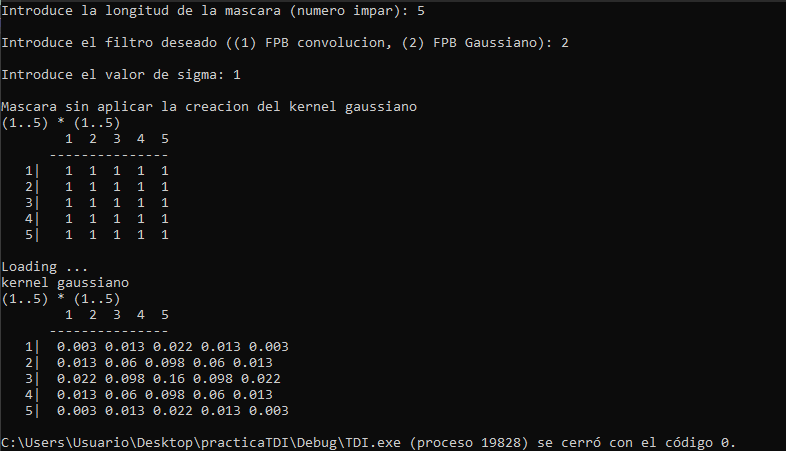 Introduce la longitud de la mascara (numero impar): 5
Introduce el filtro deseado ((1) FPB convolucion, (2) FPB Gaussiano): 2
Introduce el valor de sigma: 1
Mascara sin aplicar la creacion del kernel gaussiano
(1..5) * (1..5)
1 2 3 4 5
---------------
1| 1 1 1 1 1
2| 1 1 1 1 1
3| 1 1 1 1 1
4| 1 1 1 1 1
5| 1 1 1 1 1
Loading ...
kernel gaussiano
(1..5) * (1..5)
1 2 3 4 5
---------------
1| 0.003 0.013 0.022 0.013 0.003
2| 0.013 0.06 0.098 0.06 0.013
3| 0.022 0.098 0.16 0.098 0.022
4| 0.013 0.06 0.098 0.06 0.013
5| 0.003 0.013 0.022 0.013 0.003
C:\Users\Usuario\Desktop\practicaTDI\Debug\TDI.exe (proceso 19828) se cerró con el código 0.